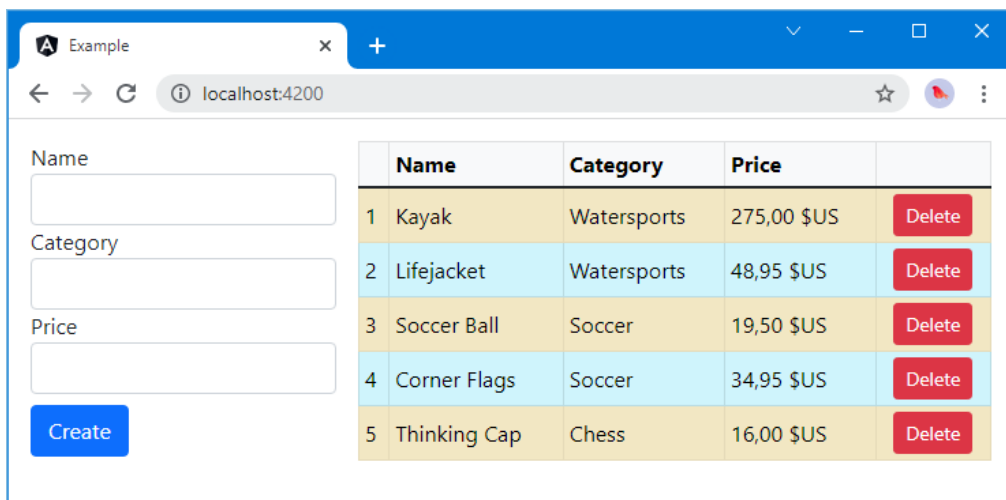 Example
localhost:4200
Name
Category
Price
Create
Name Category Price
1 Kayak Watersports 275,00 $US Delete
2 Lifejacket Watersports 48,95 $US Delete
3 Soccer Ball Soccer 19,50 $US Delete
4 Corner Flags Soccer 34,95 $US Delete
5 Thinking Cap Chess 16,00 $US Delete